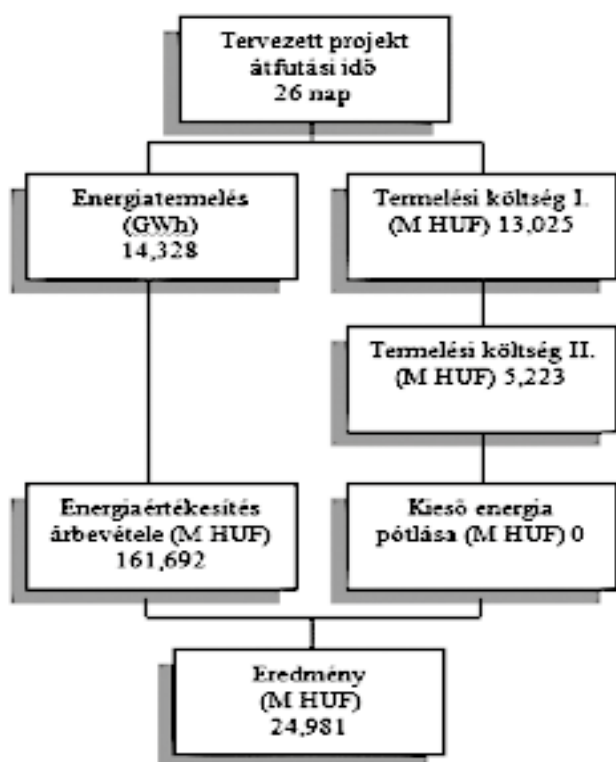 Tervezett projekt
átfutási idő
26 nap
Energiatermelés
(GWh)
14,328
Termelési költség I.
(M HUF) 13,025
Termelési költség II.
(M HUF) 5,223
Energiaértékesítés
árbevétele (M HUF)
161,692
Kieső energia
pótlása (M HUF) 0
Eredmény
(M HUF)
24,981